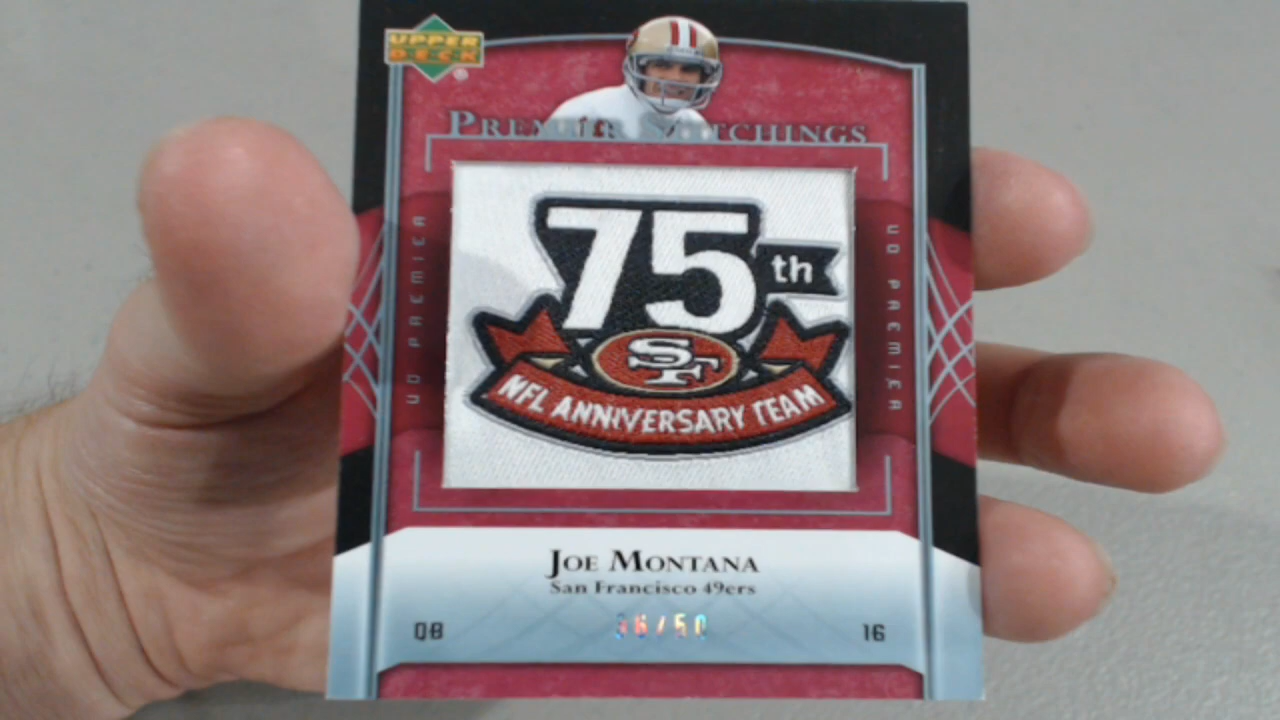 UPPER
DECK
®
PREMIER STITCHINGS
UD PREMIER
UD PREMIER
75th
SF
NFL ANNIVERSARY TEAM
JOE MONTANA
San Francisco 49ers
QB
36/50
16